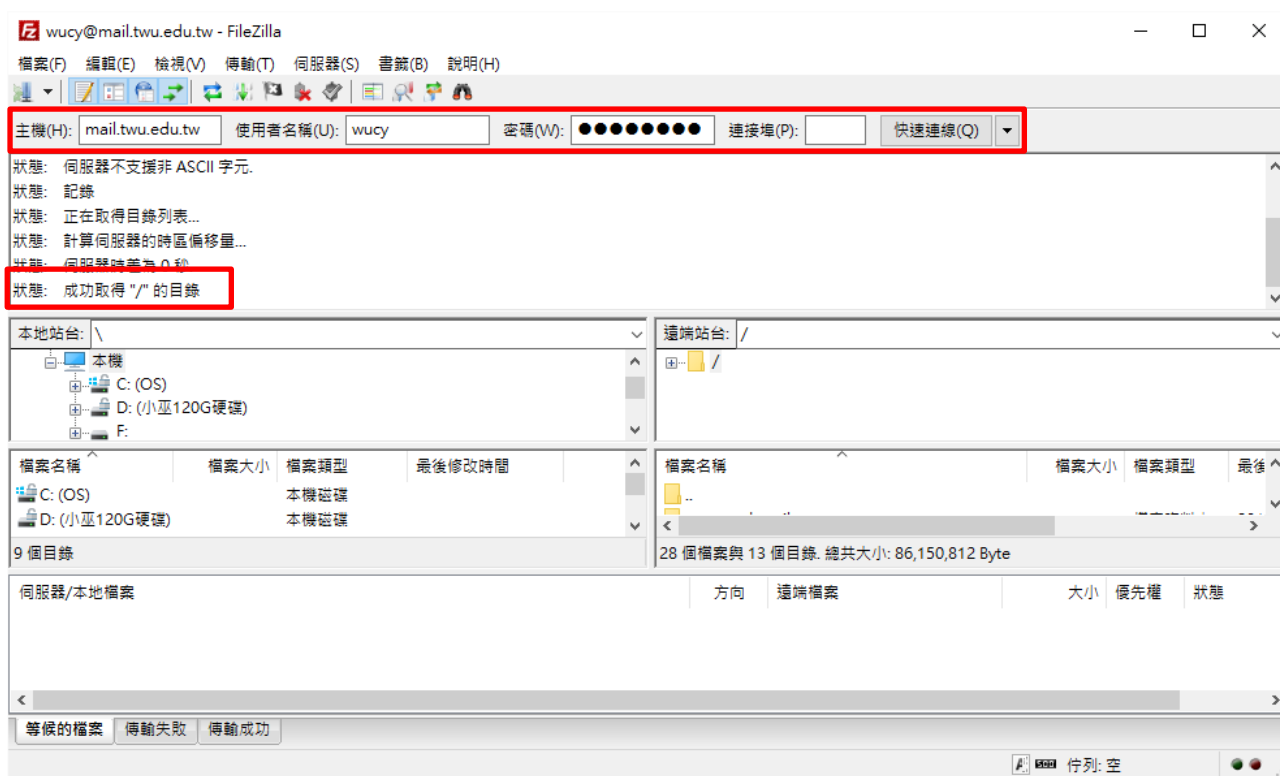 wucy@mail.twu.edu.tw - FileZilla
檔案(F) 編輯(E) 檢視(V) 傳輸(T) 伺服器(S) 書籤(B) 說明(H)
主機(H): mail.twu.edu.tw 使用者名稱(U): wucy 密碼(W): ●●●●●●●● 連接埠(P): 快速連線(Q)
狀態: 伺服器不支援非 ASCII 字元.
狀態: 記錄
狀態: 正在取得目錄列表...
狀態: 計算伺服器的時區偏移量...
狀態: 伺服器時差為 0 秒
狀態: 成功取得 "/" 的目錄
本地站台: \ 遠端站台: /
本機 /
C: (OS)
D: (小巫120G硬碟)
F:
檔案名稱 檔案大小 檔案類型 最後修改時間 檔案名稱 檔案大小 檔案類型 最後
C: (OS) 本機磁碟 ..
D: (小巫120G硬碟) 本機磁碟
9 個目錄 28 個檔案與 13 個目錄. 總共大小: 86,150,812 Byte
伺服器/本地檔案 方向 遠端檔案 大小 優先權 狀態
等候的檔案 傳輸失敗 傳輸成功
佇列: 空